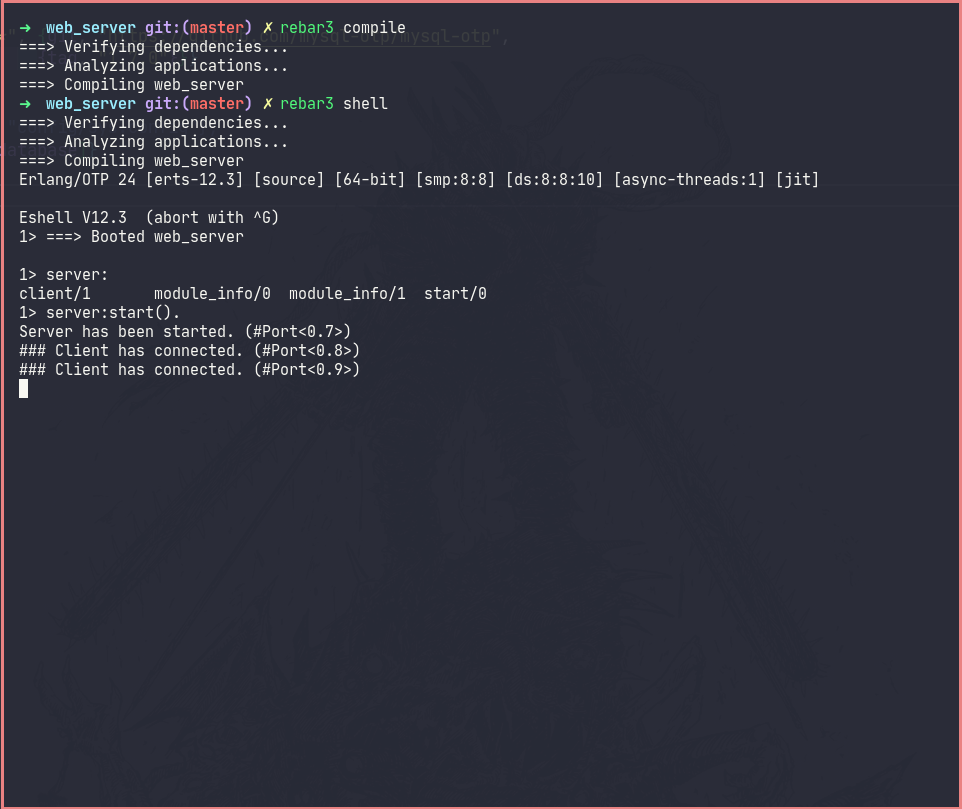 ➜  web_server git:(master) ✗ rebar3 compile
===> Verifying dependencies...
===> Analyzing applications...
===> Compiling web_server
➜  web_server git:(master) ✗ rebar3 shell
===> Verifying dependencies...
===> Analyzing applications...
===> Compiling web_server
Erlang/OTP 24 [erts-12.3] [source] [64-bit] [smp:8:8] [ds:8:8:10] [async-threads:1] [jit]
Eshell V12.3  (abort with ^G)
1> ===> Booted web_server
1> server:
client/1       module_info/0  module_info/1  start/0
1> server:start().
Server has been started. (#Port<0.7>)
### Client has connected. (#Port<0.8>)
### Client has connected. (#Port<0.9>)